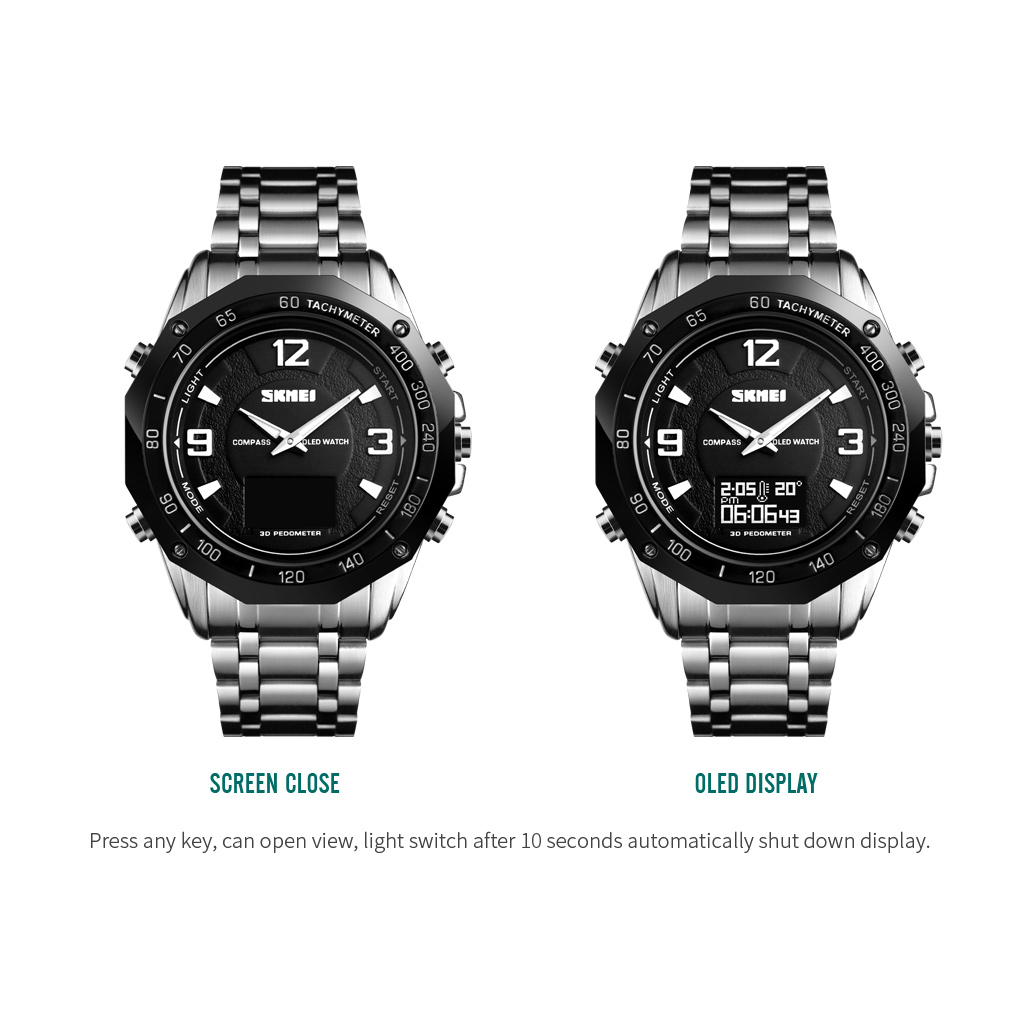 60 TACHYMETER
65
400
70
START
300
LIGHT
12
SKMEI
240
80
9
COMPASS
OLED WATCH
3
MODE
RESET
180
90
3D PEDOMETER
100
140
120
60 TACHYMETER
65
400
70
START
300
LIGHT
12
SKMEI
240
80
9
COMPASS
OLED WATCH
3
2-05 20°
PM
06:06 43
MODE
RESET
180
90
3D PEDOMETER
100
140
120
SCREEN CLOSE
OLED DISPLAY
Press any key, can open view, light switch after 10 seconds automatically shut down display.